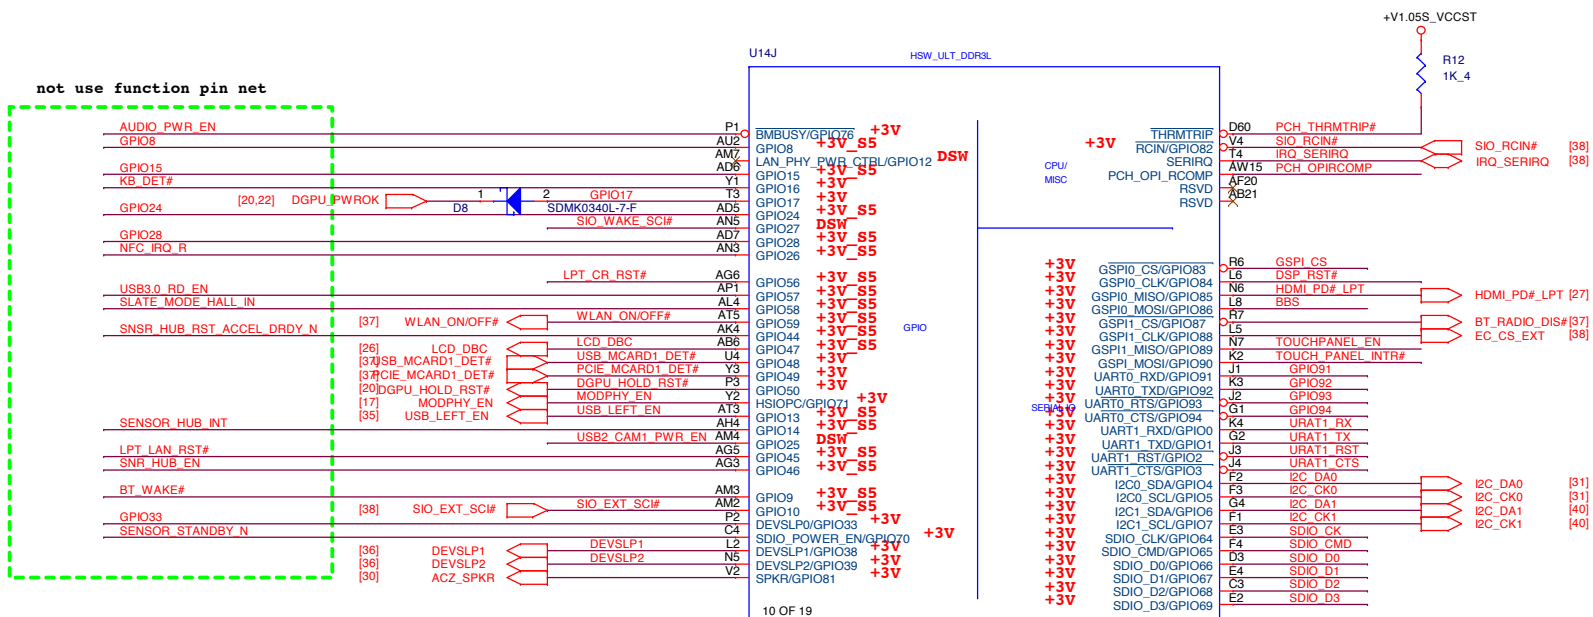 +V1.05S_VCCST
R12
1K_4
U14J
HSW_ULT_DDR3L
not use function pin net
AUDIO_PWR_EN P1 BMBUSY/GPIO76 +3V
GPIO8 AU2 GPIO8 +3V_S5
AM7 LAN_PHY_PWR_CTRL/GPIO12 DSW
GPIO15 AD6 GPIO15 +3V_S5
KB_DET# Y1 GPIO16 +3V
[20,22] DGPU_PWROK 1 D8 2 SDMK0340L-7-F GPIO17 T3 GPIO17 +3V
GPIO24 AD5 GPIO24 +3V_S5
SIO_WAKE_SCI# AN5 GPIO27 DSW
GPIO28 AD7 GPIO28 +3V_S5
NFC_IRQ_R AN3 GPIO26 +3V_S5
LPT_CR_RST# AG6 GPIO56 +3V_S5
USB3.0_RD_EN AP1 GPIO57 +3V_S5
SLATE_MODE_HALL_IN AL4 GPIO58 +3V_S5
[37] WLAN_ON/OFF# WLAN_ON/OFF# AT5 GPIO59 +3V_S5
SNSR_HUB_RST_ACCEL_DRDY_N AK4 GPIO44 +3V_S5
[26] LCD_DBC LCD_DBC AB6 GPIO47 +3V_S5
[37] USB_MCARD1_DET# USB_MCARD1_DET# U4 GPIO48 +3V
[37] PCIE_MCARD1_DET# PCIE_MCARD1_DET# Y3 GPIO49 +3V
[20] DGPU_HOLD_RST# DGPU_HOLD_RST# P3 GPIO50 +3V
[17] MODPHY_EN MODPHY_EN Y2 HSIOPC/GPIO71 +3V
[35] USB_LEFT_EN USB_LEFT_EN AT3 GPIO13 +3V_S5
SENSOR_HUB_INT AH4 GPIO14 +3V_S5
USB2_CAM1_PWR_EN AM4 GPIO25 DSW
LPT_LAN_RST# AG5 GPIO45 +3V_S5
SNR_HUB_EN AG3 GPIO46 +3V_S5
BT_WAKE# AM3 GPIO9 +3V_S5
[38] SIO_EXT_SCI# SIO_EXT_SCI# AM2 GPIO10 +3V_S5
GPIO33 P2 DEVSLP0/GPIO33 +3V
SENSOR_STANDBY_N C4 SDIO_POWER_EN/GPIO70 +3V
[36] DEVSLP1 DEVSLP1 L2 DEVSLP1/GPIO38 +3V
[36] DEVSLP2 DEVSLP2 N5 DEVSLP2/GPIO39 +3V
[30] ACZ_SPKR V2 SPKR/GPIO81 +3V
10 OF 19
CPU/
MISC
GPIO
SERIAL IO
THRMTRIP D60 PCH_THRMTRIP#
+3V RCIN/GPIO82 V4 SIO_RCIN# SIO_RCIN# [38]
SERIRQ T4 IRQ_SERIRQ IRQ_SERIRQ [38]
PCH_OPI_RCOMP AW15 PCH_OPIRCOMP
RSVD AF20
RSVD AB21
+3V GSPI0_CS/GPIO83 R6 GSPI_CS
+3V GSPI0_CLK/GPIO84 L6 DSP_RST#
+3V GSPI0_MISO/GPIO85 N6 HDMI_PD#_LPT HDMI_PD#_LPT [27]
+3V GSPI0_MOSI/GPIO86 L8 BBS
+3V GSPI1_CS/GPIO87 R7 BT_RADIO_DIS# [37]
+3V GSPI1_CLK/GPIO88 L5 EC_CS_EXT [38]
+3V GSPI1_MISO/GPIO89 N7 TOUCHPANEL_EN
+3V GSPI_MOSI/GPIO90 K2 TOUCH_PANEL_INTR#
+3V UART0_RXD/GPIO91 J1 GPIO91
+3V UART0_TXD/GPIO92 K3 GPIO92
+3V UART0_RTS/GPIO93 J2 GPIO93
+3V UART0_CTS/GPIO94 G1 GPIO94
+3V UART1_RXD/GPIO0 K4 URAT1_RX
+3V UART1_TXD/GPIO1 G2 URAT1_TX
+3V UART1_RST/GPIO2 J3 URAT1_RST
+3V UART1_CTS/GPIO3 J4 URAT1_CTS
+3V I2C0_SDA/GPIO4 F2 I2C_DA0 I2C_DA0 [31]
+3V I2C0_SCL/GPIO5 F3 I2C_CK0 I2C_CK0 [31]
+3V I2C1_SDA/GPIO6 G4 I2C_DA1 I2C_DA1 [40]
+3V I2C1_SCL/GPIO7 F1 I2C_CK1 I2C_CK1 [40]
+3V SDIO_CLK/GPIO64 E3 SDIO_CK
+3V SDIO_CMD/GPIO65 F4 SDIO_CMD
+3V SDIO_D0/GPIO66 D3 SDIO_D0
+3V SDIO_D1/GPIO67 E4 SDIO_D1
+3V SDIO_D2/GPIO68 C3 SDIO_D2
+3V SDIO_D3/GPIO69 E2 SDIO_D3